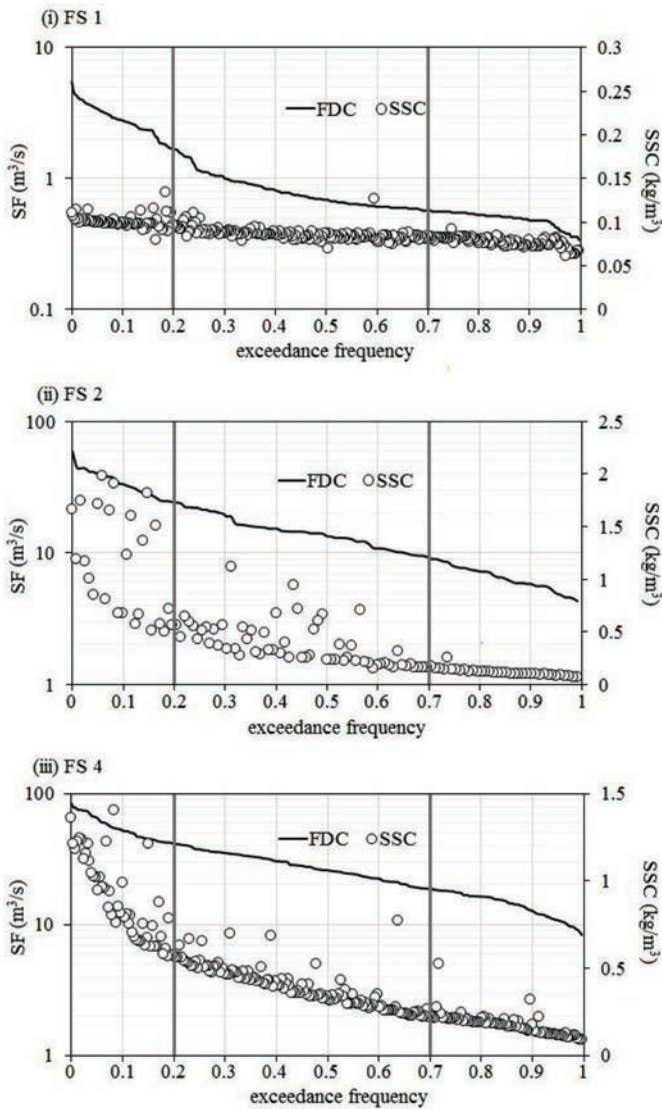 (i) FS 1
10
1
0.1
SF (m³/s)
FDC SSC
0.3
0.25
0.2
0.15
0.1
0.05
0
SSC (kg/m³)
0 0.1 0.2 0.3 0.4 0.5 0.6 0.7 0.8 0.9 1
exceedance frequency
(ii) FS 2
100
10
1
SF (m³/s)
FDC SSC
2.5
2
1.5
1
0.5
0
SSC (kg/m³)
0 0.1 0.2 0.3 0.4 0.5 0.6 0.7 0.8 0.9 1
exceedance frequency
(iii) FS 4
100
10
1
SF (m³/s)
FDC SSC
1.5
1
0.5
0
SSC (kg/m³)
0 0.1 0.2 0.3 0.4 0.5 0.6 0.7 0.8 0.9 1
exceedance frequency